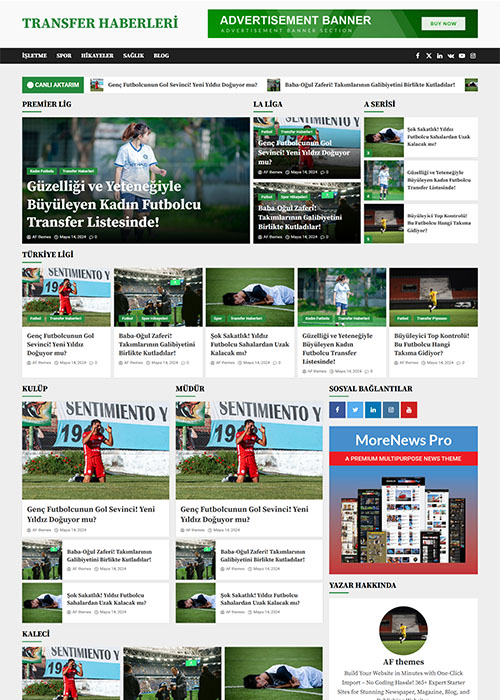 TRANSFER HABERLERİ
ADVERTISEMENT BANNER
ADVERTISEMENT BANNER SECTION
BUY NOW
İŞLETME SPOR HİKAYELER SAĞLIK BLOG
CANLI AKTARIM
Genç Futbolcunun Gol Sevinci! Yeni Yıldız Doğuyor mu?
Baba-Oğul Zaferi! Takımlarının Galibiyetini Birlikte Kutladılar!
PREMİER LİG
Kadın Futbolu Transfer Haberleri
Güzelliği ve Yeteneğiyle
Büyüleyen Kadın Futbolcu
Transfer Listesinde!
AF themes Mayıs 14, 2024 0
LA LİGA
Futbol Transfer Haberleri
Genç Futbolcunun Gol
Sevinci! Yeni Yıldız Doğuyor
mu?
AF themes Mayıs 14, 2024 0
Futbol Spor Hikayeleri
Baba-Oğul Zaferi!
Takımlarının Galibiyetini
Birlikte Kutladılar!
AF themes Mayıs 14, 2024 0
A SERİSİ
3
Şok Sakatlık! Yıldız
Futbolcu Sahalardan Uzak
Kalacak mı?
4
Güzelliği ve Yeteneğiyle
Büyüleyen Kadın Futbolcu
Transfer Listesinde!
5
Büyüleyici Top Kontrolü!
Bu Futbolcu Hangi Takıma
Gidiyor?
TÜRKİYE LİGİ
SENTIMIENTO Y
Futbol Transfer Haberleri
Genç Futbolcunun Gol
Sevinci! Yeni Yıldız
Doğuyor mu?
AF themes Mayıs 14, 2024 0
Futbol Spor Hikayeleri
Baba-Oğul Zaferi!
Takımlarının Galibiyetini
Birlikte Kutladılar!
AF themes Mayıs 14, 2024 0
Spor Transfer Haberleri
Şok Sakatlık! Yıldız
Futbolcu Sahalardan Uzak
Kalacak mı?
AF themes Mayıs 14, 2024 0
Kadın Futbolu Transfer Haberleri
Güzelliği ve Yeteneğiyle
Büyüleyen Kadın
Futbolcu Transfer
Listesinde!
AF themes Mayıs 14, 2024 0
Futbol Transfer Piyasası
Büyüleyici Top Kontrolü!
Bu Futbolcu Hangi
Takıma Gidiyor?
AF themes Mayıs 14, 2024 0
KULÜP
SENTIMIENTO Y
Genç Futbolcunun Gol Sevinci! Yeni
Yıldız Doğuyor mu?
AF themes Mayıs 14, 2024
Baba-Oğul Zaferi! Takımlarının
Galibiyetini Birlikte Kutladılar!
AF themes Mayıs 14, 2024
Şok Sakatlık! Yıldız Futbolcu
Sahalardan Uzak Kalacak mı?
AF themes Mayıs 14, 2024
MÜDÜR
SENTIMIENTO Y
Genç Futbolcunun Gol Sevinci! Yeni
Yıldız Doğuyor mu?
AF themes Mayıs 14, 2024
Baba-Oğul Zaferi! Takımlarının
Galibiyetini Birlikte Kutladılar!
AF themes Mayıs 14, 2024
Şok Sakatlık! Yıldız Futbolcu
Sahalardan Uzak Kalacak mı?
AF themes Mayıs 14, 2024
SOSYAL BAĞLANTILAR
MoreNews Pro
A PREMIUM MULTIPURPOSE NEWS THEME
YAZAR HAKKINDA
AF themes
Build Your Website in Minutes with One-Click
Import – No Coding Hassle! 365+ Expert Starter
Sites for Stunning Newspaper, Magazine, Blog, and
KALECİ
SENTIMIENTO Y